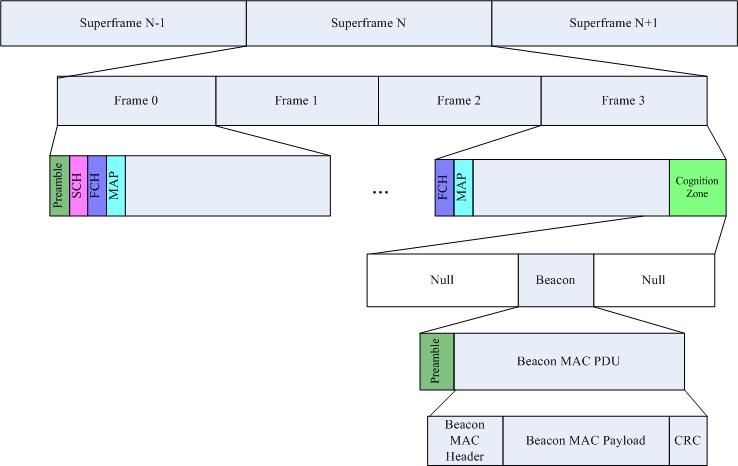 Superframe N-1
Superframe N
Superframe N+1
Frame 0
Frame 1
Frame 2
Frame 3
Preamble
SCH
FCH
MAP
...
FCH
MAP
Cognition
Zone
Null
Beacon
Null
Preamble
Beacon MAC PDU
Beacon
MAC
Header
Beacon MAC Payload
CRC